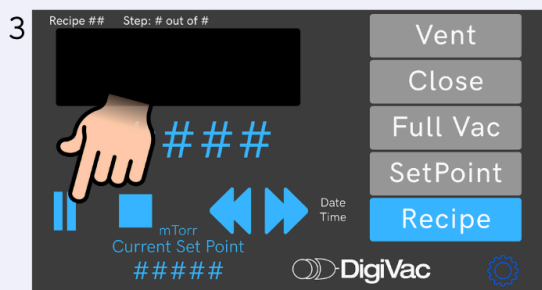 3
Recipe ## Step: # out of #
Vent
Close
###
Full Vac
SetPoint
Date
Time
Recipe
mTorr
Current Set Point
#####
DigiVac